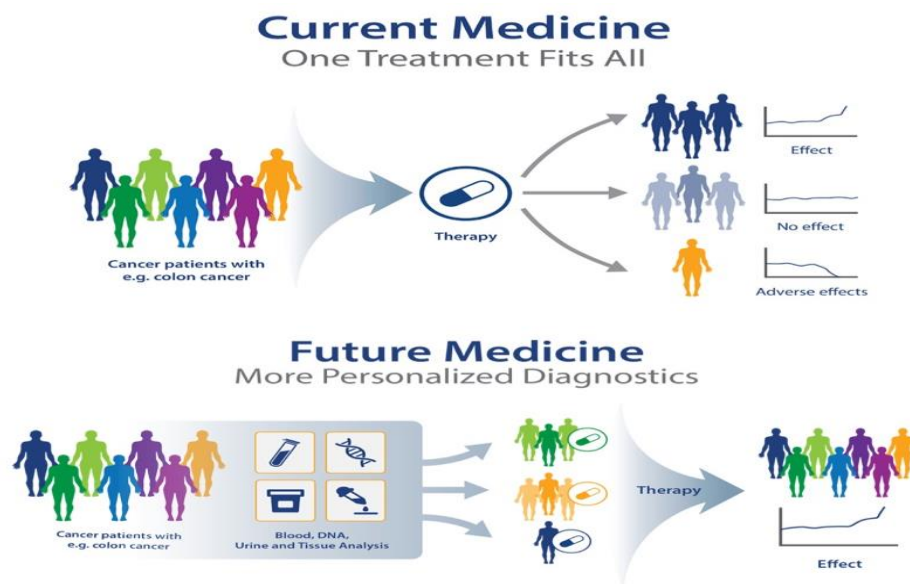 Current Medicine
One Treatment Fits All
Effect
Therapy
No effect
Cancer patients with
e.g. colon cancer
Adverse effects
Future Medicine
More Personalized Diagnostics
Therapy
Cancer patients with
e.g. colon cancer
Blood, DNA,
Urine and Tissue Analysis
Effect